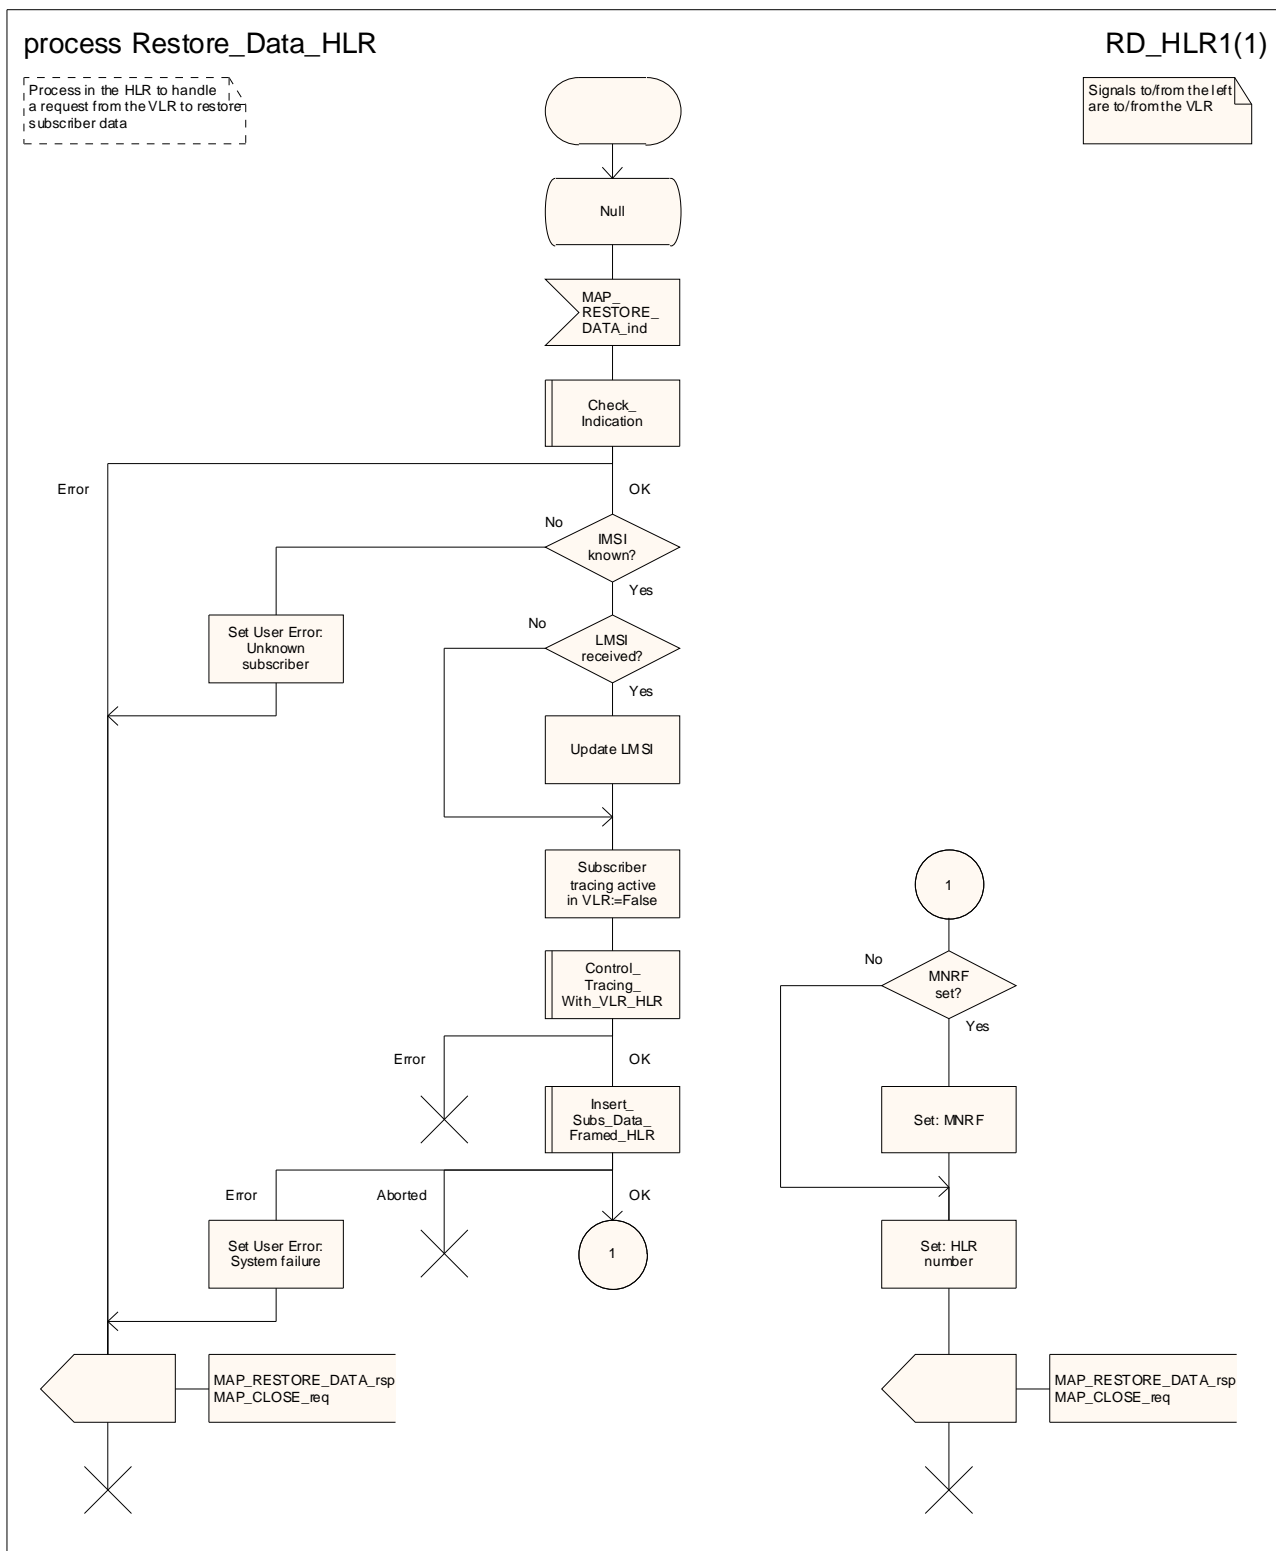 process Restore_Data_HLR
RD_HLR1(1)
Process in the HLR to handle
a request from the VLR to restore
subscriber data
Signals to/from the left
are to/from the VLR
Null
MAP_
RESTORE_
DATA_ind
Check_
Indication
Error
OK
No
IMSI
known?
Yes
Set User Error:
Unknown
subscriber
No
LMSI
received?
Yes
Update LMSI
Subscriber
tracing active
in VLR:=False
1
Control_
Tracing_
With_VLR_HLR
No
MNRF
set?
Yes
Error
OK
Insert_
Subs_Data_
Framed_HLR
Set: MNRF
Error
Aborted
OK
Set User Error:
System failure
1
Set: HLR
number
MAP_RESTORE_DATA_rsp
MAP_CLOSE_req
MAP_RESTORE_DATA_rsp
MAP_CLOSE_req